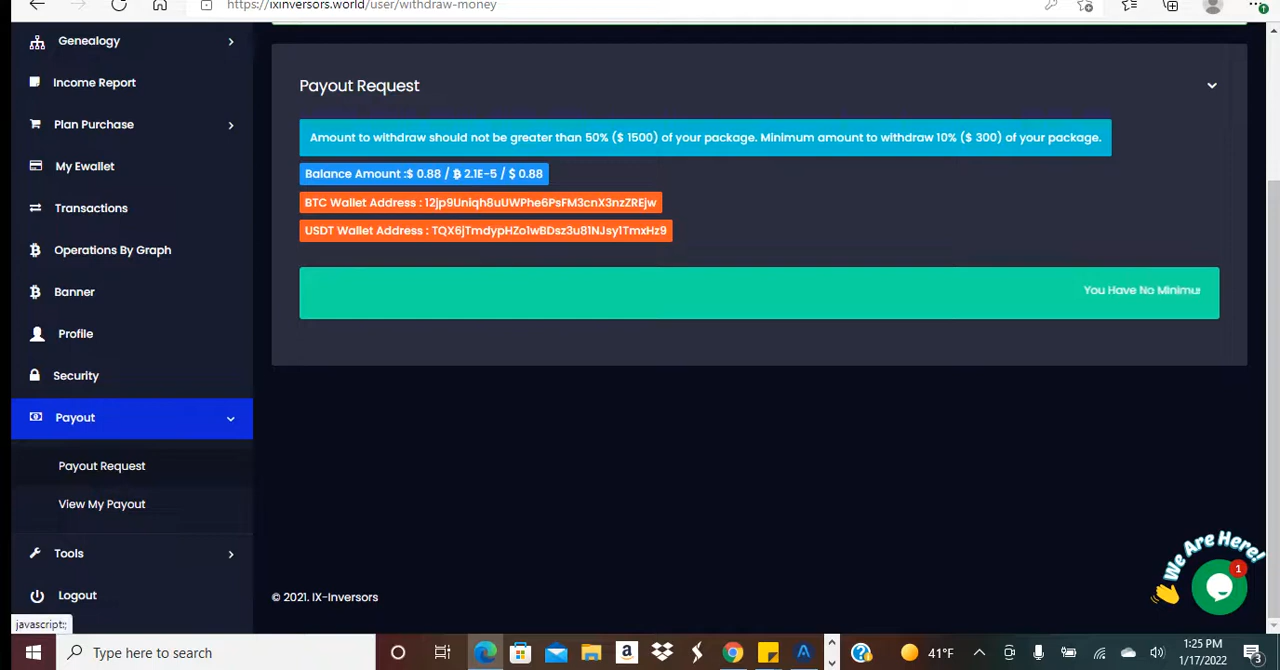 https://ixinversors.world/user/withdraw-money
Genealogy
Income Report
Plan Purchase
My Ewallet
Transactions
Operations By Graph
Banner
Profile
Security
Payout
Payout Request
View My Payout
Tools
Logout
javascript:;
Payout Request
Amount to withdraw should not be greater than 50% ($ 1500) of your package. Minimum amount to withdraw 10% ($ 300) of your package.
Balance Amount :$ 0.88 / ₿ 2.1E-5 / $ 0.88
BTC Wallet Address : 12jp9Uniqh8uUWPhe6PsFM3cnX3nzZREjw
USDT Wallet Address : TQX6jTmdypHZo1wBDsz3u81NJsy1TmxHz9
You Have No Minimu
© 2021. IX-Inversors
We Are Here!
1
Type here to search
41°F
1:25 PM
1/17/2022
3